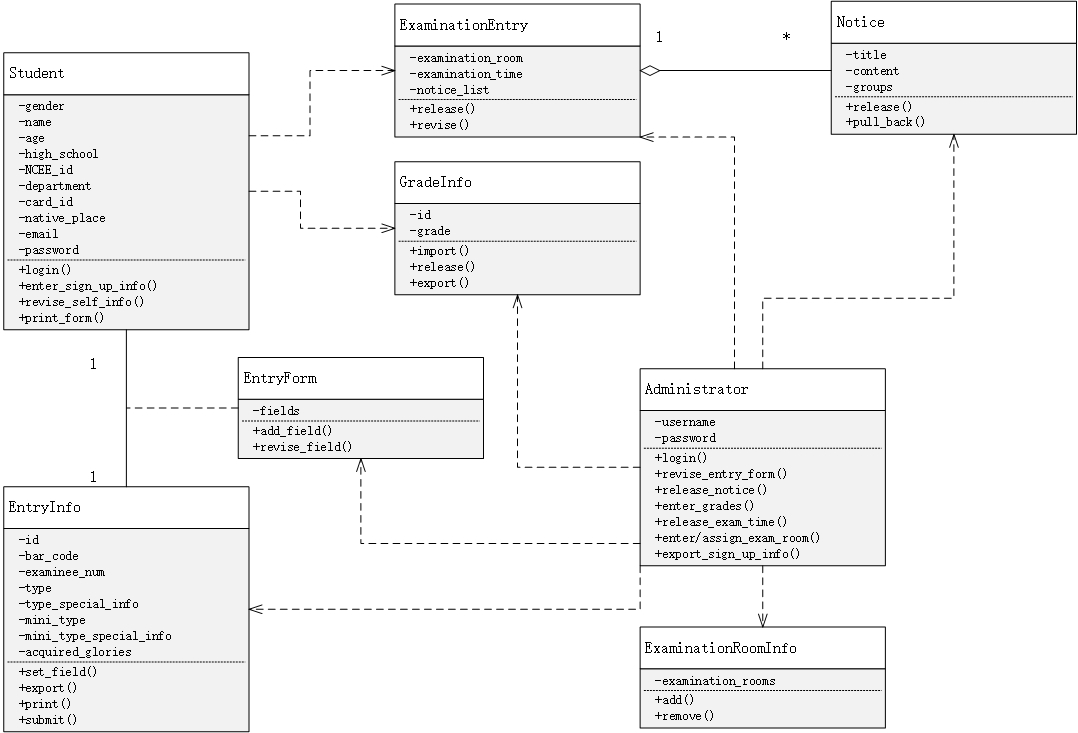 Student
-gender
-name
-age
-high_school
-NCEE_id
-department
-card_id
-native_place
-email
-password
+login()
+enter_sign_up_info()
+revise_self_info()
+print_form()
ExaminationEntry
-examination_room
-examination_time
-notice_list
+release()
+revise()
1
*
Notice
-title
-content
-groups
+release()
+pull_back()
GradeInfo
-id
-grade
+import()
+release()
+export()
1
1
EntryForm
-fields
+add_field()
+revise_field()
Administrator
-username
-password
+login()
+revise_entry_form()
+release_notice()
+enter_grades()
+release_exam_time()
+enter/assign_exam_room()
+export_sign_up_info()
EntryInfo
-id
-bar_code
-examinee_num
-type
-type_special_info
-mini_type
-mini_type_special_info
-acquired_glories
+set_field()
+export()
+print()
+submit()
ExaminationRoomInfo
-examination_rooms
+add()
+remove()